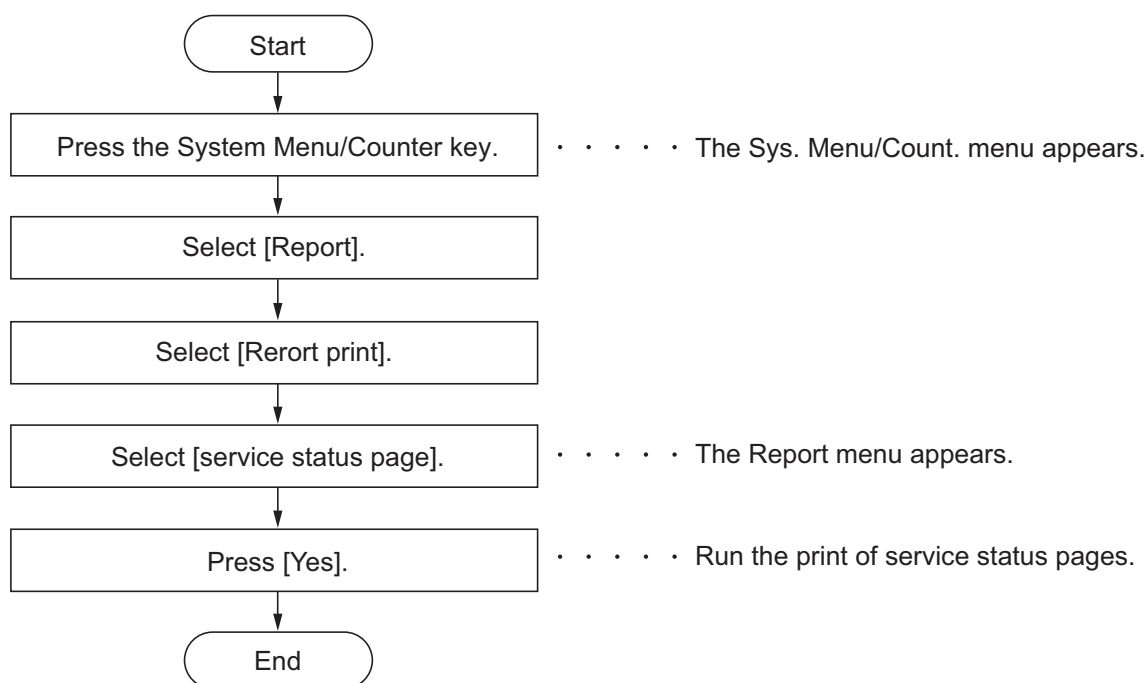 Start
Press the System Menu/Counter key.
· · · · · The Sys. Menu/Count. menu appears.
Select [Report].
Select [Rerort print].
Select [service status page].
· · · · · The Report menu appears.
Press [Yes].
· · · · · Run the print of service status pages.
End